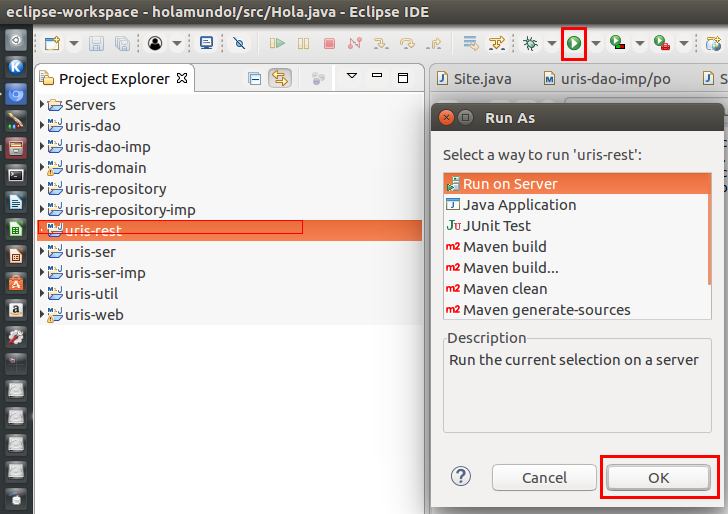 eclipse-workspace - holamundo!/src/Hola.java - Eclipse IDE
Project Explorer
Site.java
uris-dao-imp/po
Servers
uris-dao
uris-dao-imp
uris-domain
uris-repository
uris-repository-imp
uris-rest
uris-ser
uris-ser-imp
uris-util
uris-web
Run As
Select a way to run 'uris-rest':
Run on Server
Java Application
Ju JUnit Test
m2 Maven build
m2 Maven build...
m2 Maven clean
m2 Maven generate-sources
Description
Run the current selection on a server
? Cancel OK